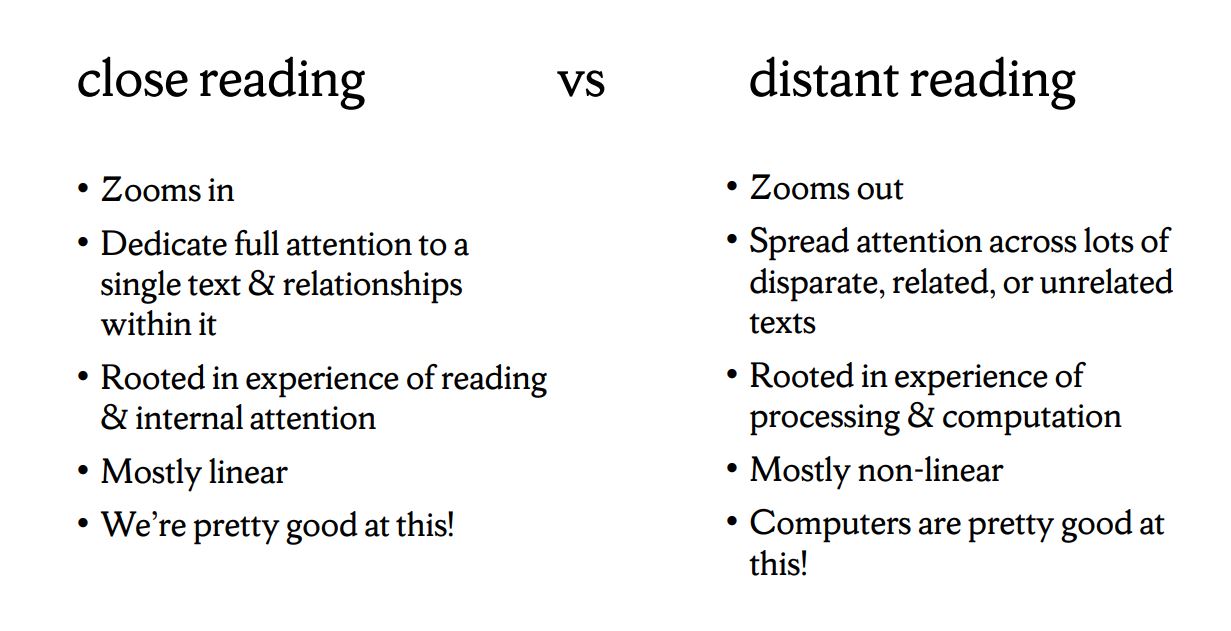 close reading
vs
distant reading
• Zooms in
• Dedicate full attention to a
single text & relationships
within it
• Rooted in experience of reading
& internal attention
• Mostly linear
• We’re pretty good at this!
• Zooms out
• Spread attention across lots of
disparate, related, or unrelated
texts
• Rooted in experience of
processing & computation
• Mostly non-linear
• Computers are pretty good at
this!